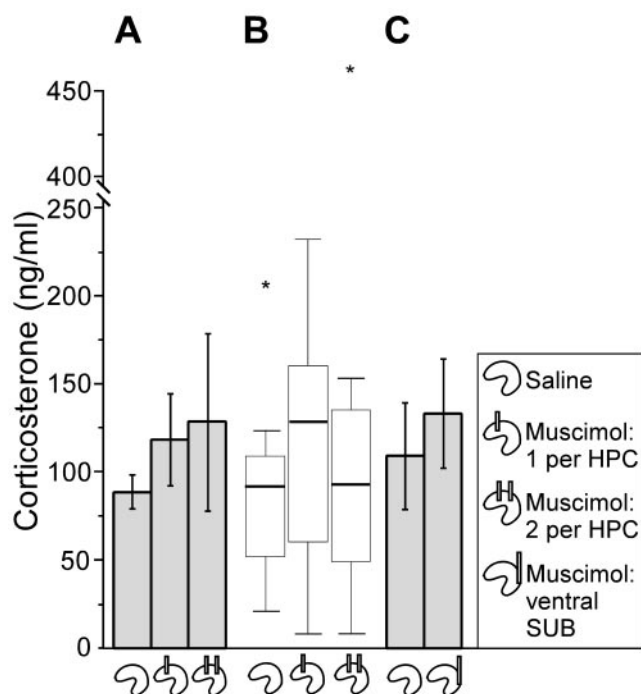 A B C
*
450
400
250
*
200
150
100
50
0
Corticosterone (ng/ml)
Saline
Muscimol:
1 per HPC
Muscimol:
2 per HPC
Muscimol:
ventral
SUB